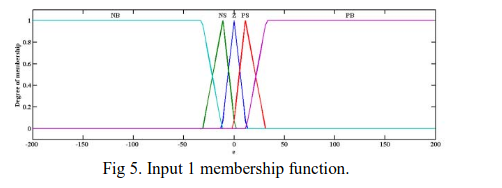 NB NS Z PS PB
Degree of membership
1
0.8
0.6
0.4
0.2
0
-200 -150 -100 -50 0 50 100 150 200
e
Fig 5. Input 1 membership function.